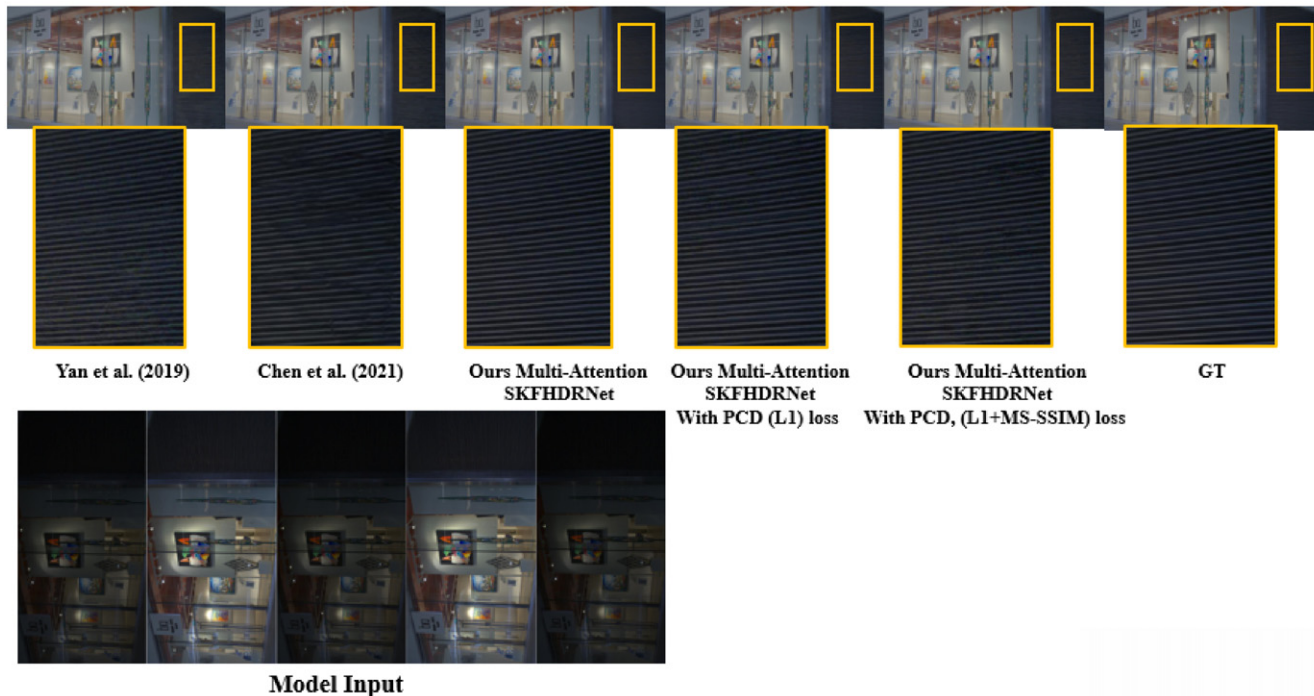 Yan et al. (2019)
Chen et al. (2021)
Ours Multi-Attention
SKFHDRNet
Ours Multi-Attention
SKFHDRNet
With PCD (L1) loss
Ours Multi-Attention
SKFHDRNet
With PCD, (L1+MS-SSIM) loss
GT
Model Input